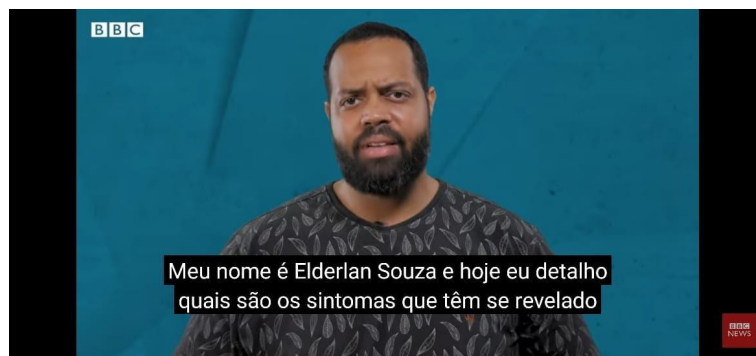 BBC
Meu nome é Elderlan Souza e hoje eu detalho
quais são os sintomas que têm se revelado
BBC
NEWS